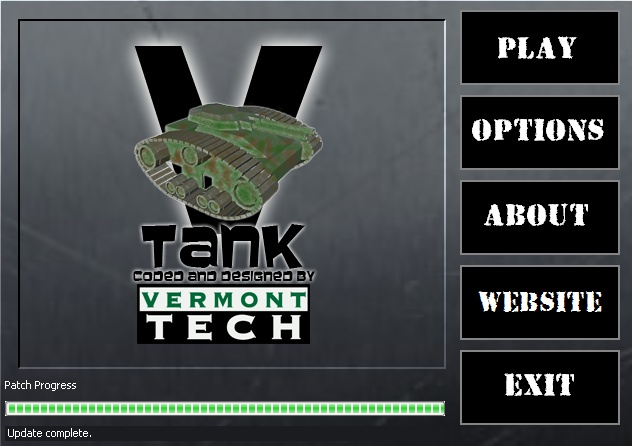 V
Tank
Coded and designed by
VERMONT
TECH
PLAY
OPTIONS
ABOUT
WEBSITE
EXIT
Patch Progress
Update complete.